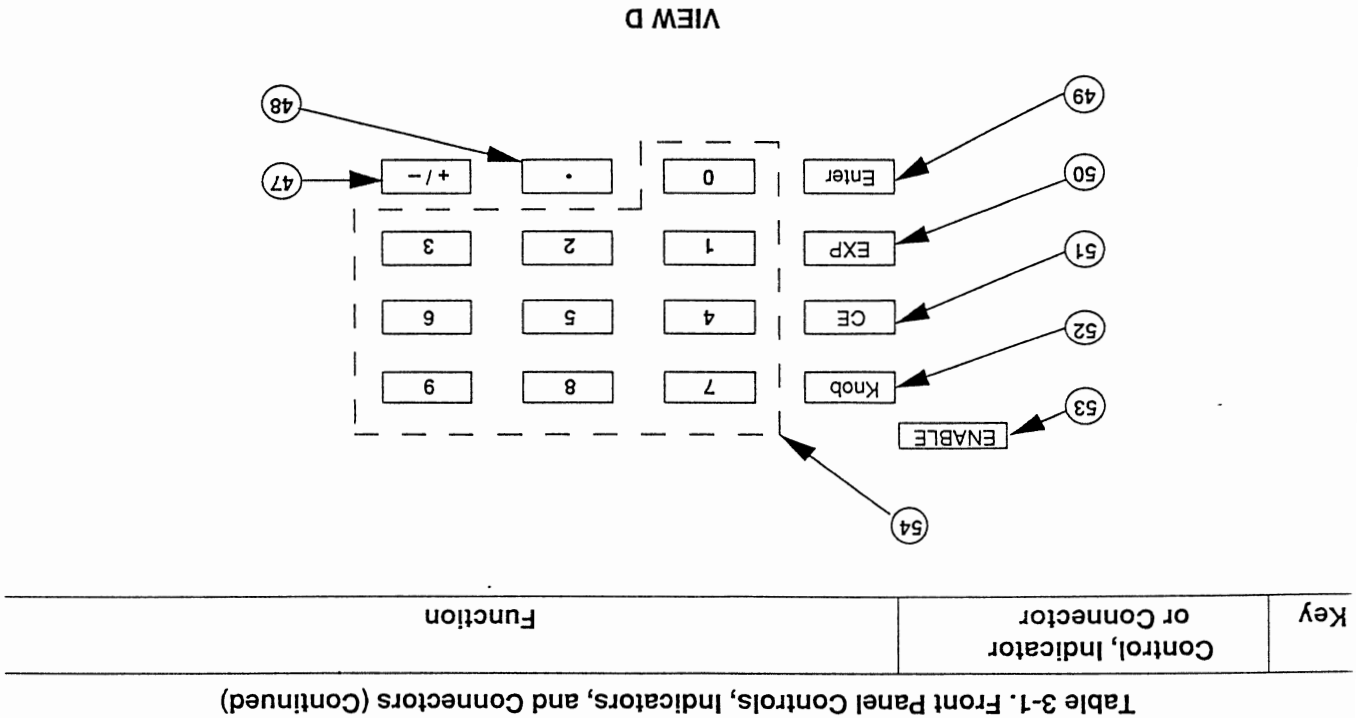 Table 3-1. Front Panel Controls, Indicators, and Connectors (Continued)
Key
Control, Indicator
or Connector
Function
54
53
ENABLE
52
Knob
7
8
9
51
CE
4
5
6
50
EXP
1
2
3
49
Enter
0
•
+ / –
47
48
VIEW D